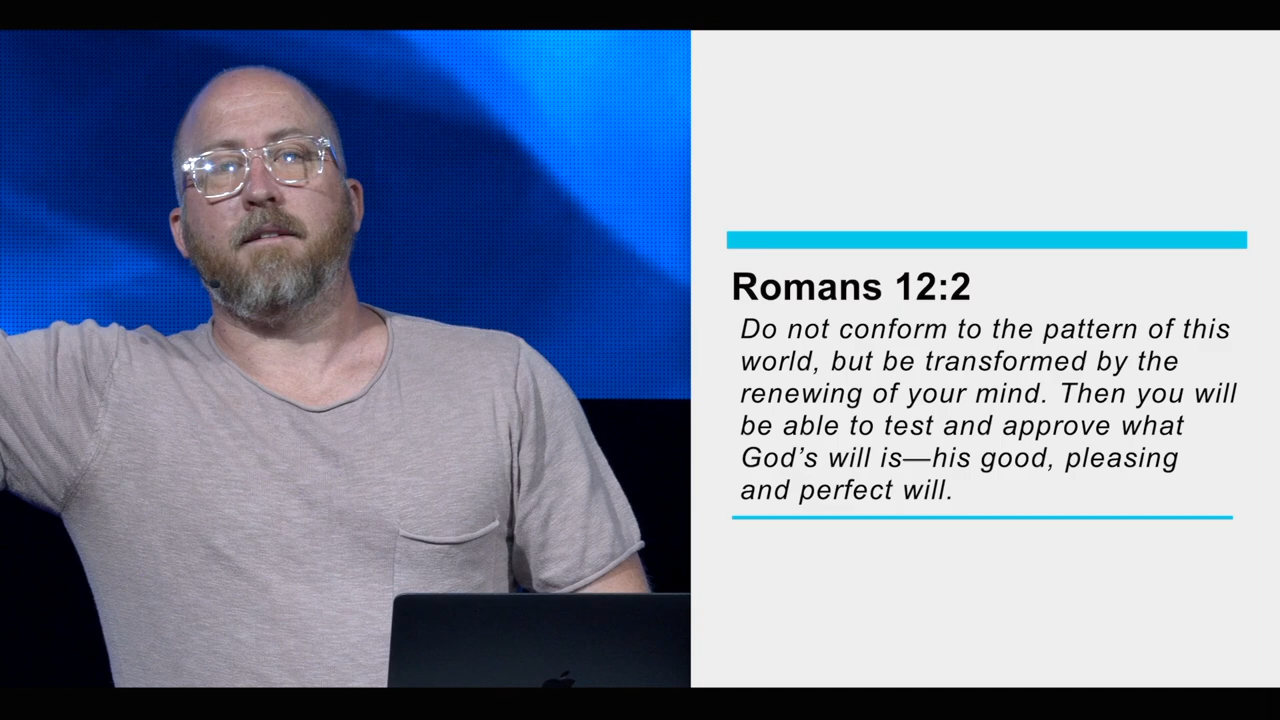 Romans 12:2
Do not conform to the pattern of this
world, but be transformed by the
renewing of your mind. Then you will
be able to test and approve what
God’s will is—his good, pleasing
and perfect will.